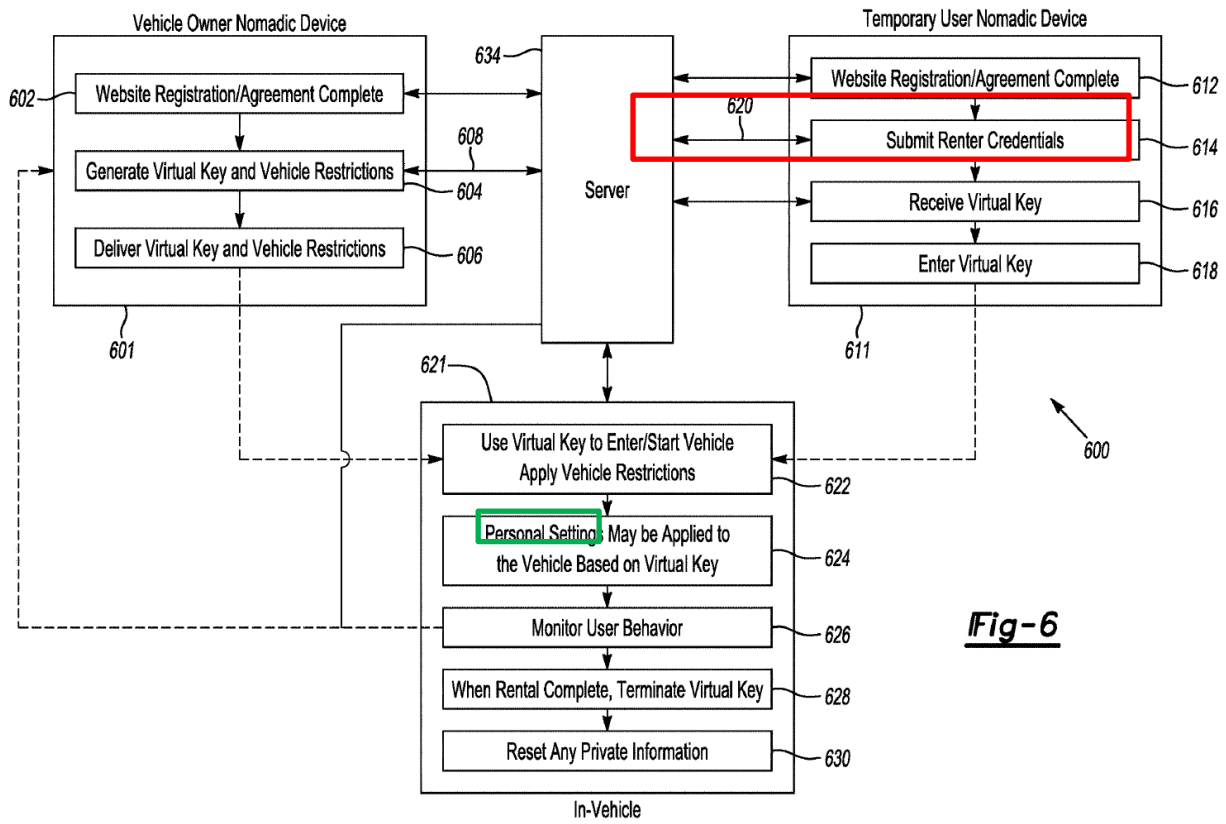 Vehicle Owner Nomadic Device
Temporary User Nomadic Device
634
602
Website Registration/Agreement Complete
Website Registration/Agreement Complete
612
620
608
Submit Renter Credentials
614
Generate Virtual Key and Vehicle Restrictions
604
Server
Receive Virtual Key
616
Deliver Virtual Key and Vehicle Restrictions
606
Enter Virtual Key
618
601
611
621
Use Virtual Key to Enter/Start Vehicle
Apply Vehicle Restrictions
622
600
Personal Settings May be Applied to
the Vehicle Based on Virtual Key
624
Monitor User Behavior
626
Fig-6
When Rental Complete, Terminate Virtual Key
628
Reset Any Private Information
630
In-Vehicle